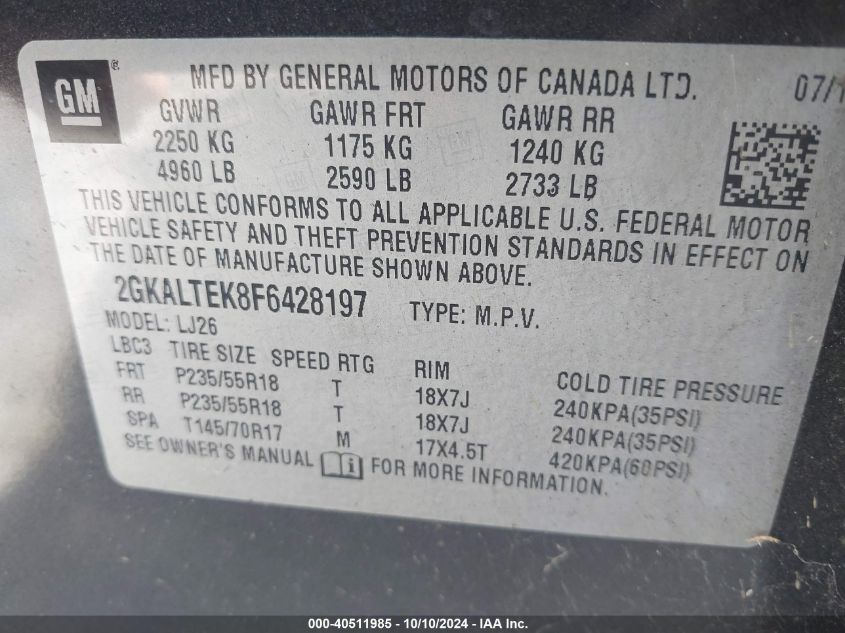 GM
MFD BY GENERAL MOTORS OF CANADA LTD. 07/1
GVWR GAWR FRT GAWR RR
2250 KG 1175 KG 1240 KG
4960 LB 2590 LB 2733 LB
THIS VEHICLE CONFORMS TO ALL APPLICABLE U.S. FEDERAL MOTOR
VEHICLE SAFETY AND THEFT PREVENTION STANDARDS IN EFFECT ON
THE DATE OF MANUFACTURE SHOWN ABOVE.
2GKALTEK8F6428197 TYPE: M.P.V.
MODEL: LJ26
LBC3 TIRE SIZE SPEED RTG RIM COLD TIRE PRESSURE
FRT P235/55R18 T 18X7J 240KPA(35PSI)
RR P235/55R18 T 18X7J 240KPA(35PSI)
SPA T145/70R17 M 17X4.5T 420KPA(60PSI)
SEE OWNER'S MANUAL FOR MORE INFORMATION.
000-40511985 - 10/10/2024 - IAA Inc.